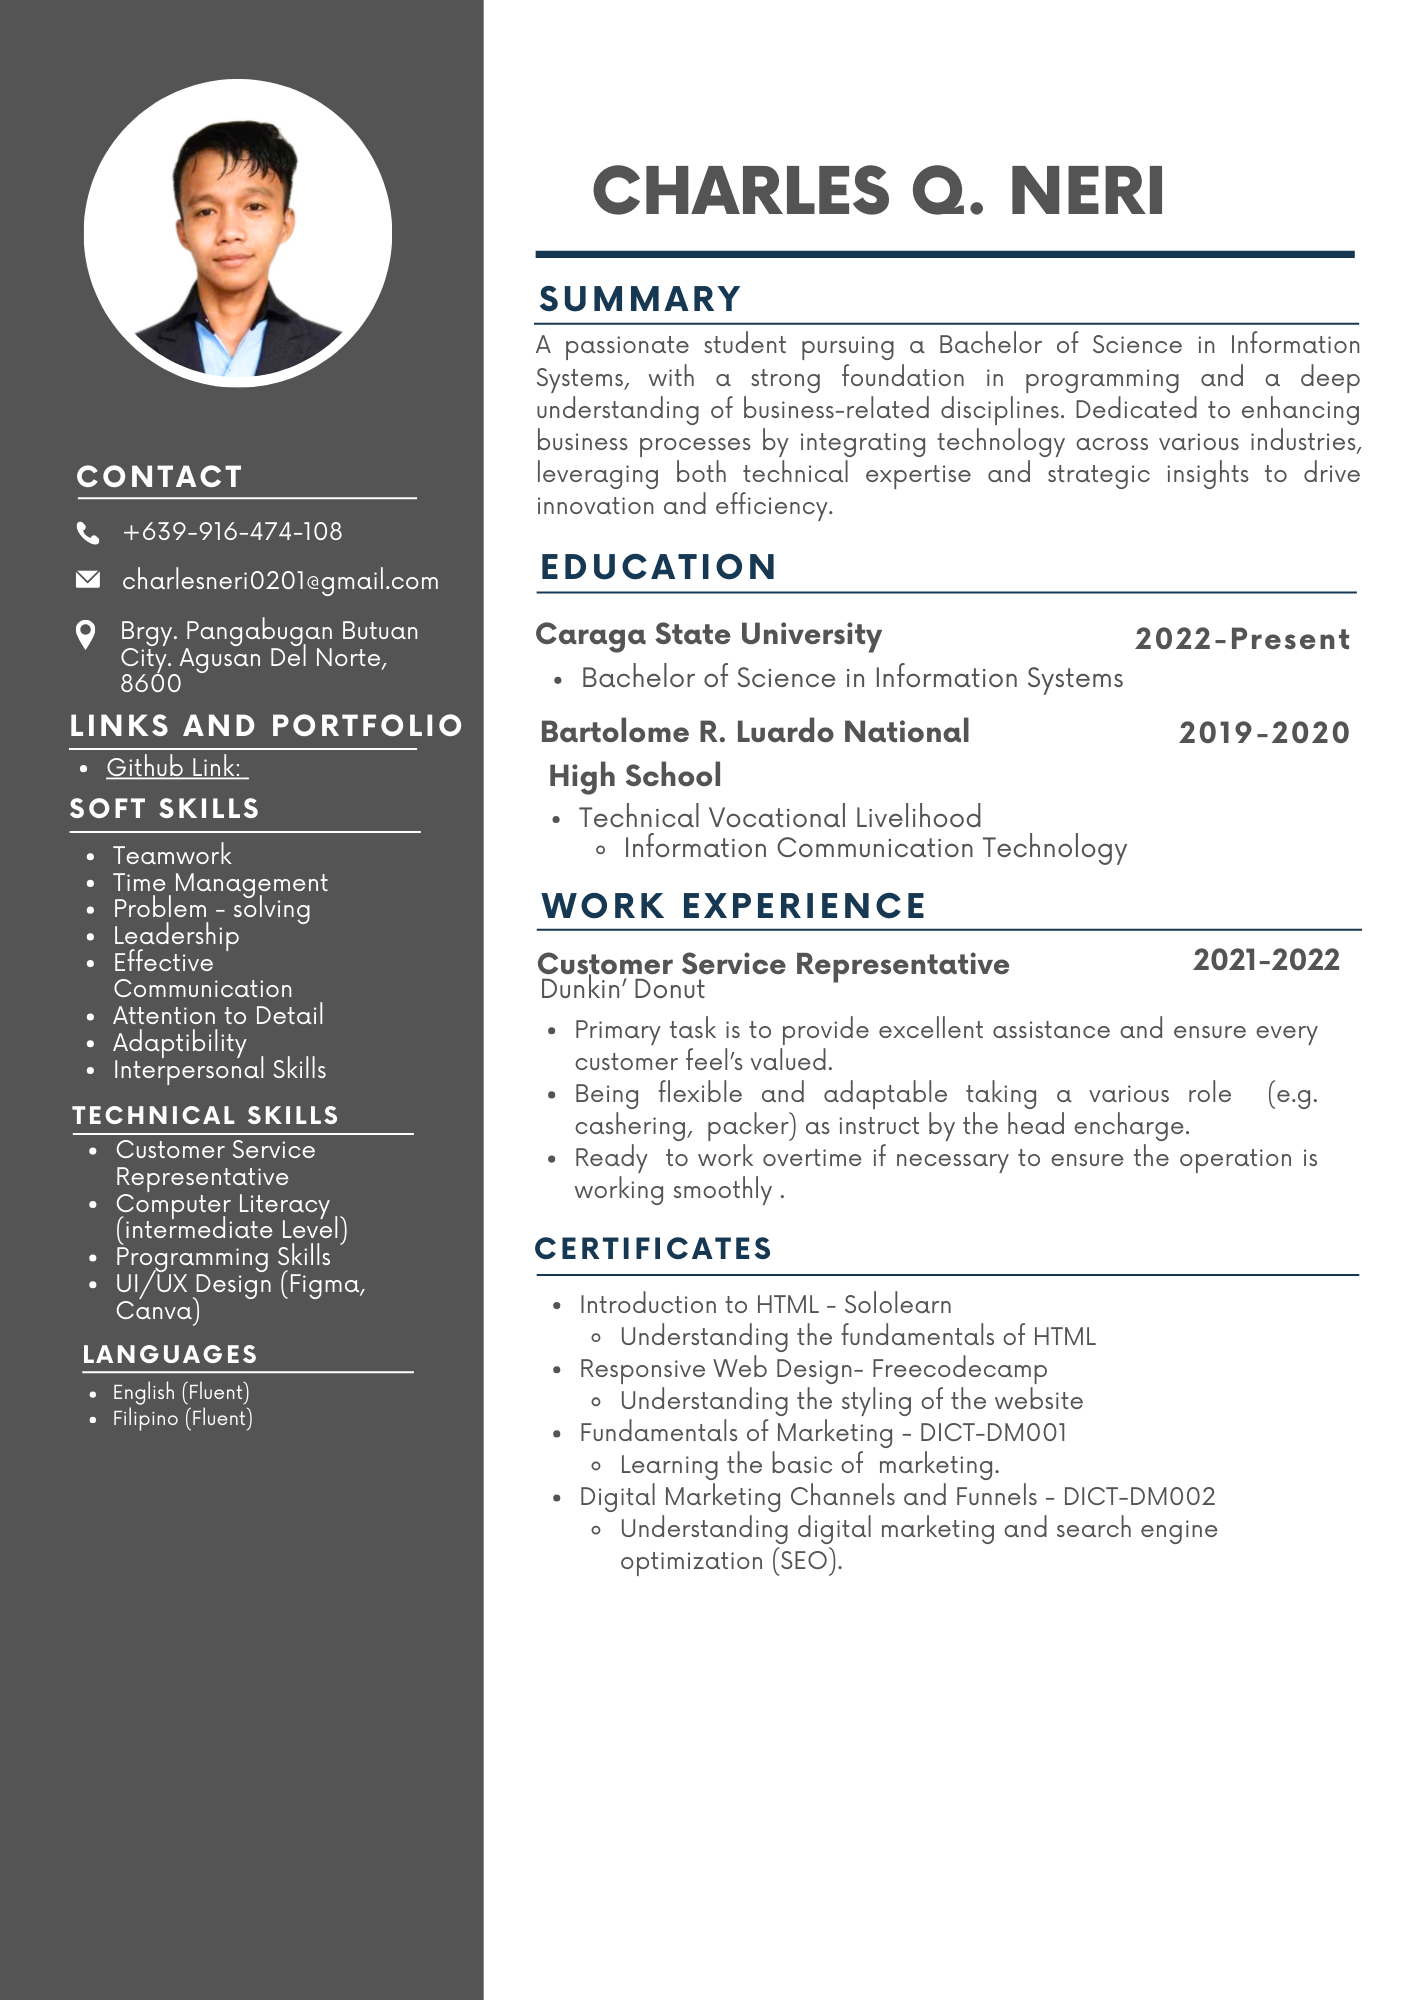 CONTACT
+639-916-474-108
charlesneri0201@gmail.com
Brgy. Pangabugan Butuan
City. Agusan Del Norte,
8600
LINKS AND PORTFOLIO
• Github Link:
SOFT SKILLS
• Teamwork
• Time Management
• Problem - solving
• Leadership
• Effective
Communication
• Attention to Detail
• Adaptibility
• Interpersonal Skills
TECHNICAL SKILLS
• Customer Service
Representative
• Computer Literacy
(intermediate Level)
• Programming Skills
• UI/UX Design (Figma,
Canva)
LANGUAGES
• English (Fluent)
• Filipino (Fluent)
CHARLES Q. NERI
SUMMARY
A passionate student pursuing a Bachelor of Science in Information
Systems, with a strong foundation in programming and a deep
understanding of business-related disciplines. Dedicated to enhancing
business processes by integrating technology across various industries,
leveraging both technical expertise and strategic insights to drive
innovation and efficiency.
EDUCATION
Caraga State University 2022-Present
• Bachelor of Science in Information Systems
Bartolome R. Luardo National 2019-2020
High School
• Technical Vocational Livelihood
◦ Information Communication Technology
WORK EXPERIENCE
Customer Service Representative 2021-2022
Dunkin’ Donut
• Primary task is to provide excellent assistance and ensure every
customer feel’s valued.
• Being flexible and adaptable taking a various role (e.g.
cashering, packer) as instruct by the head encharge.
• Ready to work overtime if necessary to ensure the operation is
working smoothly .
CERTIFICATES
• Introduction to HTML - Sololearn
◦ Understanding the fundamentals of HTML
• Responsive Web Design- Freecodecamp
◦ Understanding the styling of the website
• Fundamentals of Marketing - DICT-DM001
◦ Learning the basic of marketing.
• Digital Marketing Channels and Funnels - DICT-DM002
◦ Understanding digital marketing and search engine
optimization (SEO).